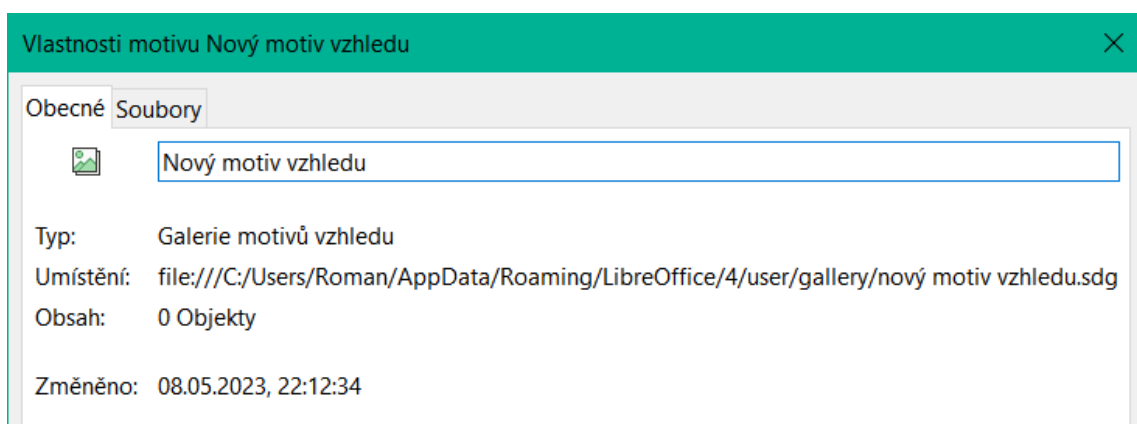 Vlastnosti motivu Nový motiv vzhledu
Obecné Soubory
Nový motiv vzhledu
Typ: Galerie motivů vzhledu
Umístění: file:///C:/Users/Roman/AppData/Roaming/LibreOffice/4/user/gallery/nový motiv vzhledu.sdg
Obsah: 0 Objekty
Změněno: 08.05.2023, 22:12:34